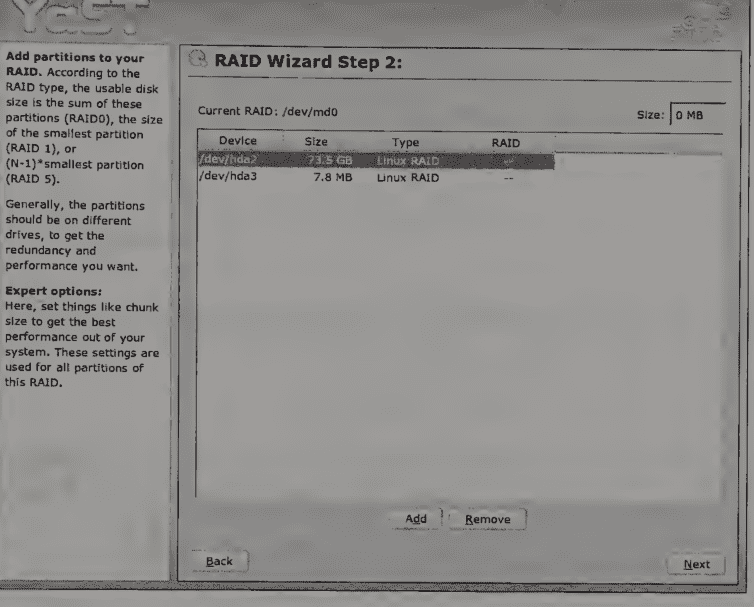 YaST
Add partitions to your
RAID. According to the
RAID type, the usable disk
size is the sum of these
partitions (RAID0), the size
of the smallest partition
(RAID 1), or
(N-1)*smallest partition
(RAID 5).
Generally, the partitions
should be on different
drives, to get the
redundancy and
performance you want.
Expert options:
Here, set things like chunk
size to get the best
performance out of your
system. These settings are
used for all partitions of
this RAID.
RAID Wizard Step 2:
Current RAID: /dev/md0 Size: 0 MB
Device Size Type RAID
/dev/hda2 73.5 GB Linux RAID --
/dev/hda3 7.8 MB Linux RAID --
Add Remove
Back Next